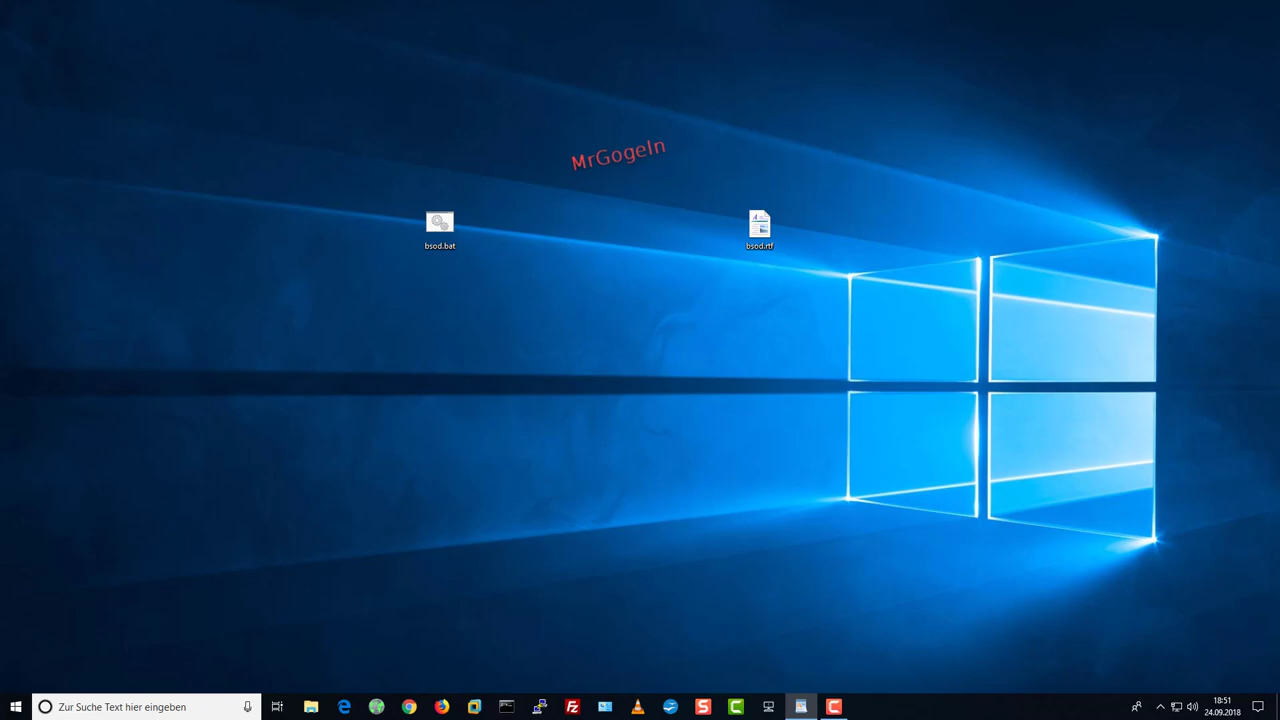 MrGogeln
bsod.bat
bsod.rtf
Zur Suche Text hier eingeben
18:51
24.09.2018